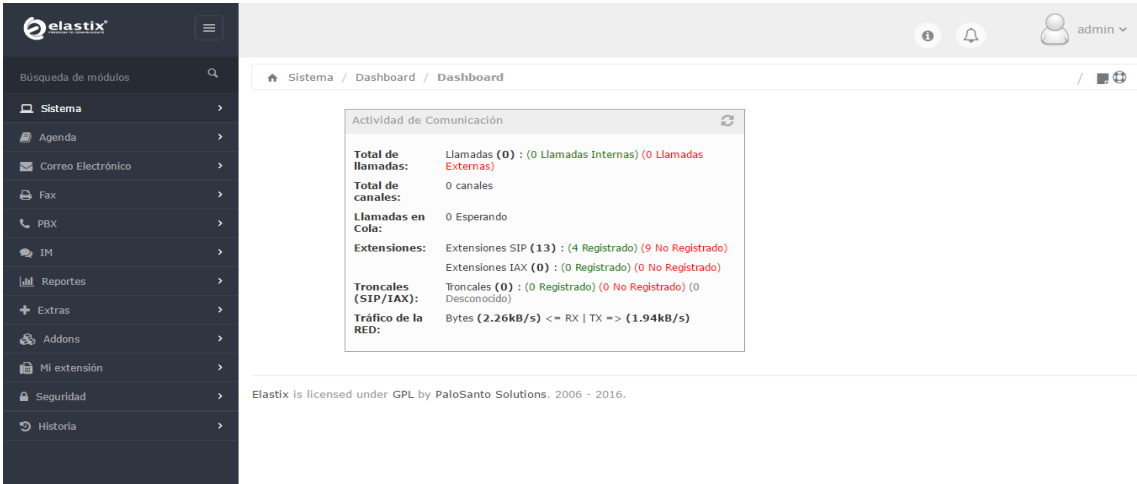 elastix®
admin
Búsqueda de módulos
Sistema / Dashboard / Dashboard
/
Sistema
Agenda
Correo Electrónico
Fax
PBX
IM
Reportes
Extras
Addons
Mi extensión
Seguridad
Historia
Actividad de Comunicación
Total de llamadas:
Llamadas (0) : (0 Llamadas Internas) (0 Llamadas
Externas)
Total de canales:
0 canales
Llamadas en Cola:
0 Esperando
Extensiones:
Extensiones SIP (13) : (4 Registrado) (9 No Registrado)
Extensiones IAX (0) : (0 Registrado) (0 No Registrado)
Troncales (SIP/IAX):
Troncales (0) : (0 Registrado) (0 No Registrado) (0
Desconocido)
Tráfico de la RED:
Bytes (2.26kB/s) <= RX | TX => (1.94kB/s)
Elastix is licensed under GPL by PaloSanto Solutions. 2006 - 2016.